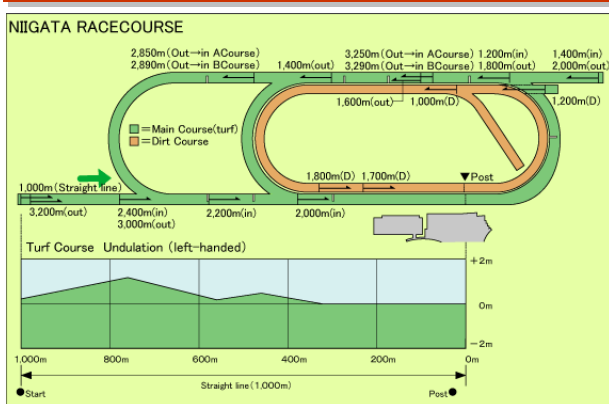 NIIGATA RACECOURSE
2,850m(Out→in ACourse)
2,890m(Out→in BCourse)
1,400m(out)
3,250m(Out→in ACourse)
3,290m(Out→in BCourse)
1,200m(in)
1,800m(out)
1,400m(in)
2,000m(out)
1,600m(out)
1,000m(D)
1,200m(D)
=Main Course(turf)
=Dirt Course
1,800m(D)
1,700m(D)
▼Post
1,000m(Straight line)
3,200m(out)
2,400m(in)
3,000m(out)
2,200m(in)
2,000m(in)
Turf Course Undulation (left-handed)
+2m
0m
-2m
1,000m
800m
600m
400m
200m
0m
Straight line(1,000m)
●Start
Post●